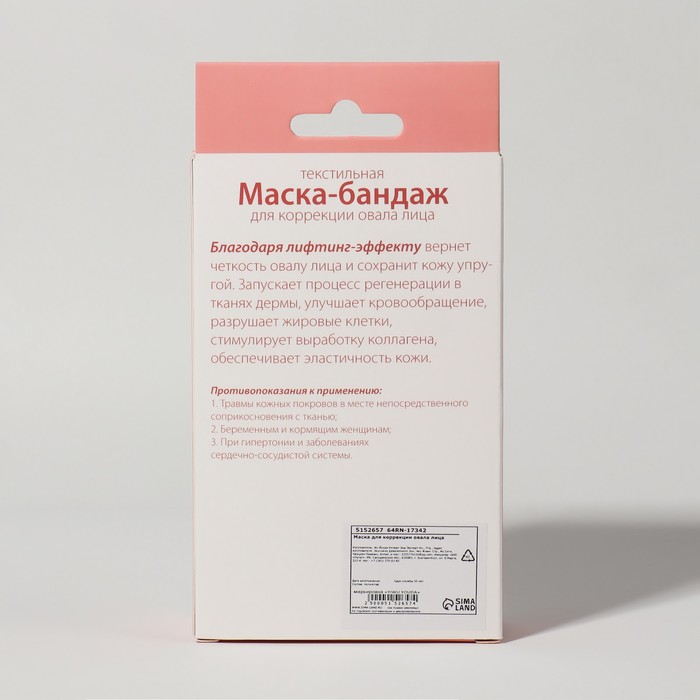 текстильная
Маска-бандаж
для коррекции овала лица
Благодаря лифтинг-эффекту вернет
четкость овалу лица и сохранит кожу упру-
гой. Запускает процесс регенерации в
тканях дермы, улучшает кровообращение,
разрушает жировые клетки,
стимулирует выработку коллагена,
обеспечивает эластичность кожи.
Противопоказания к применению:
1. Травмы кожных покровов в месте непосредственного
соприкосновения с тканью;
2. Беременным и кормящим женщинам;
3. При гипертонии и заболеваниях
сердечно-сосудистой системы.
5152657 64RN-17342
Маска для коррекции овала лица
SIMA
LAND